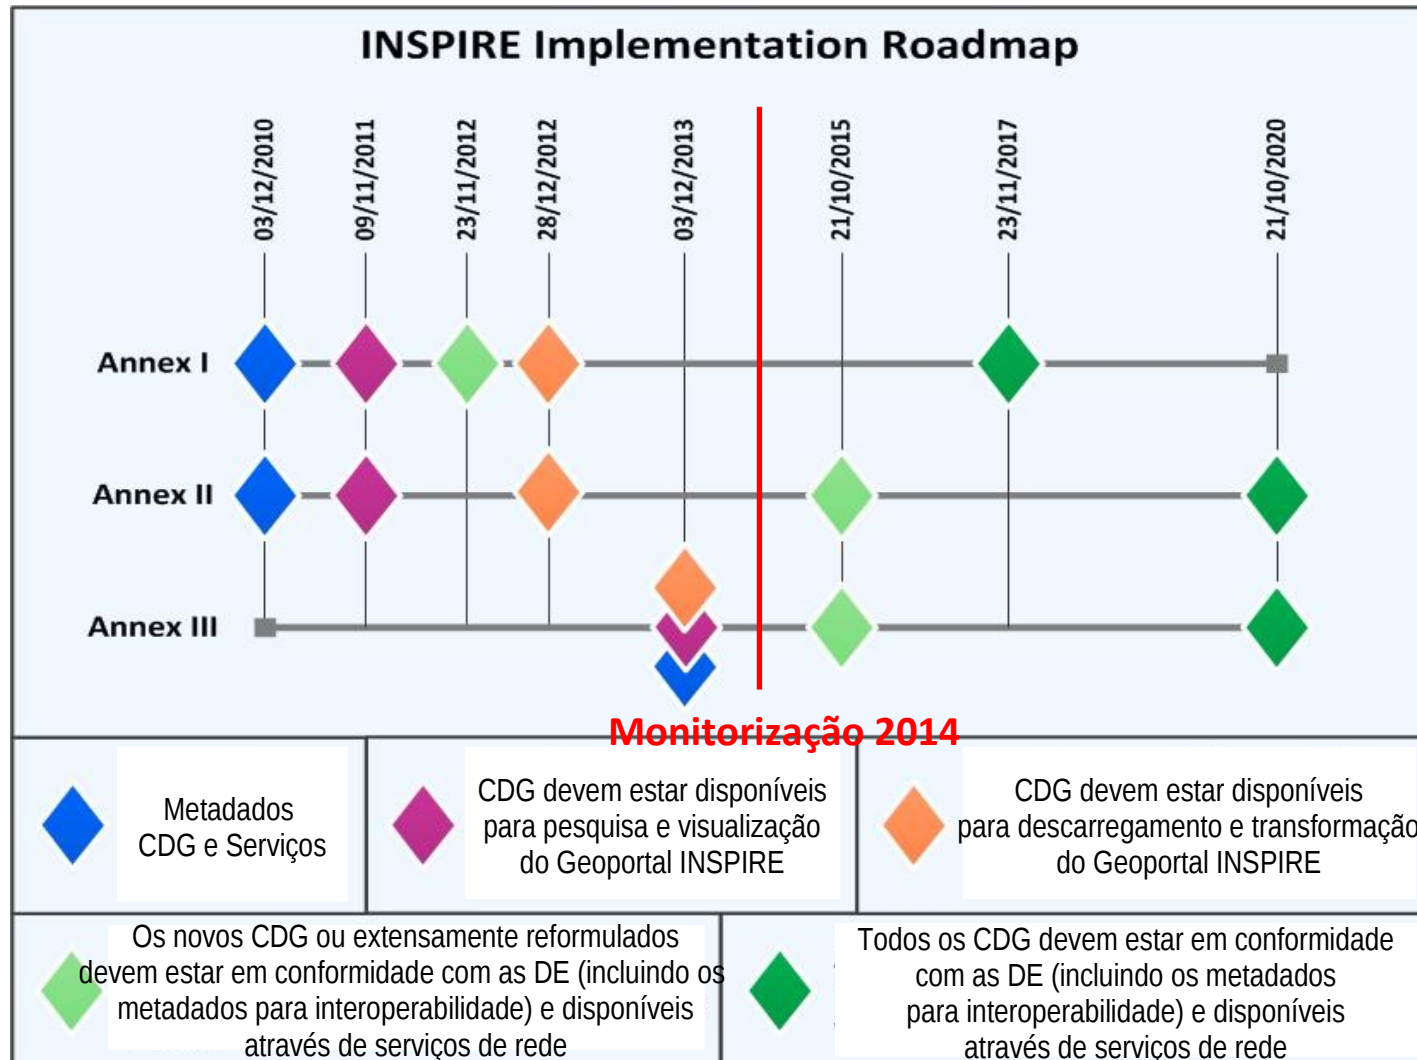 INSPIRE Implementation Roadmap
03/12/2010
09/11/2011
23/11/2012
28/12/2012
03/12/2013
21/10/2015
23/11/2017
21/10/2020
Annex I
Annex II
Annex III
Monitorização 2014
Metadados
CDG e Serviços
CDG devem estar disponíveis
para pesquisa e visualização
do Geoportal INSPIRE
CDG devem estar disponíveis
para descarregamento e transformação
do Geoportal INSPIRE
Os novos CDG ou extensamente reformulados
devem estar em conformidade com as DE (incluindo os
metadados para interoperabilidade) e disponíveis
através de serviços de rede
Todos os CDG devem estar em conformidade
com as DE (incluindo os metadados
para interoperabilidade) e disponíveis
através de serviços de rede